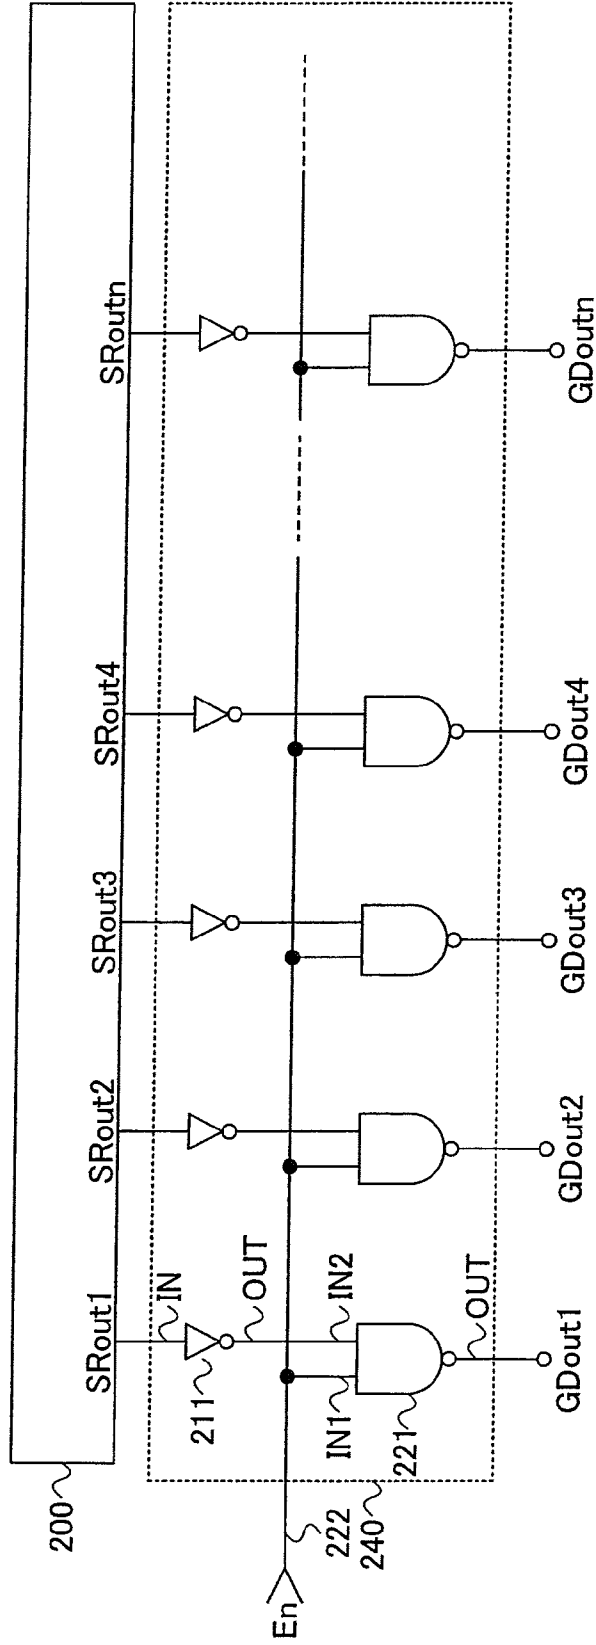 200
SRout1
SRout2
SRout3
SRout4
SRoutn
IN
211
OUT
En
222
240
IN1
IN2
221
OUT
GDout1
GDout2
GDout3
GDout4
GDoutn